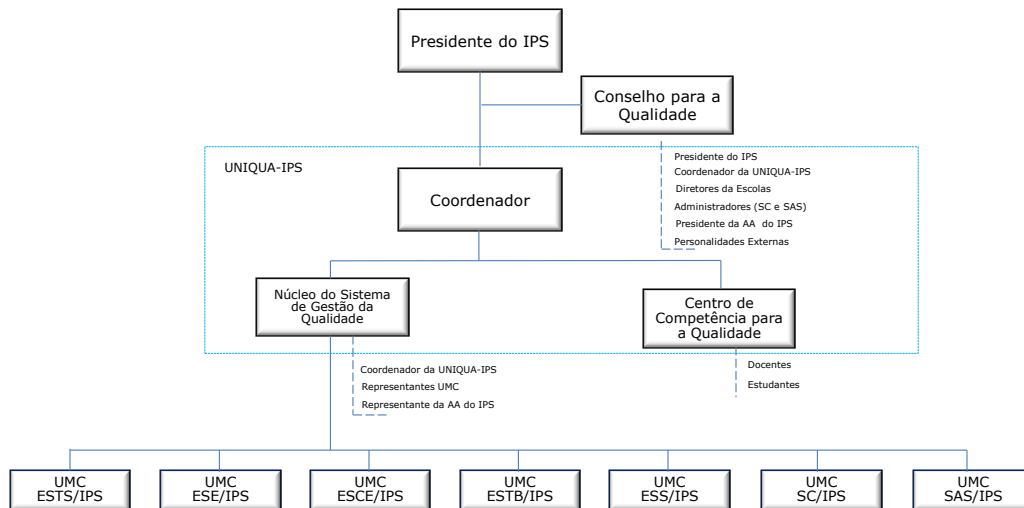 Presidente do IPS
Conselho para a
Qualidade
UNIQUA-IPS
Presidente do IPS
Coordenador da UNIQUA-IPS
Diretores da Escolas
Administradores (SC e SAS)
Presidente da AA do IPS
Personalidades Externas
Coordenador
Núcleo do Sistema
de Gestão da
Qualidade
Centro de
Competência para
a Qualidade
Coordenador da UNIQUA-IPS
Representantes UMC
Representante da AA do IPS
Docentes
Estudantes
UMC
ESTS/IPS
UMC
ESE/IPS
UMC
ESCE/IPS
UMC
ESTB/IPS
UMC
ESS/IPS
UMC
SC/IPS
UMC
SAS/IPS